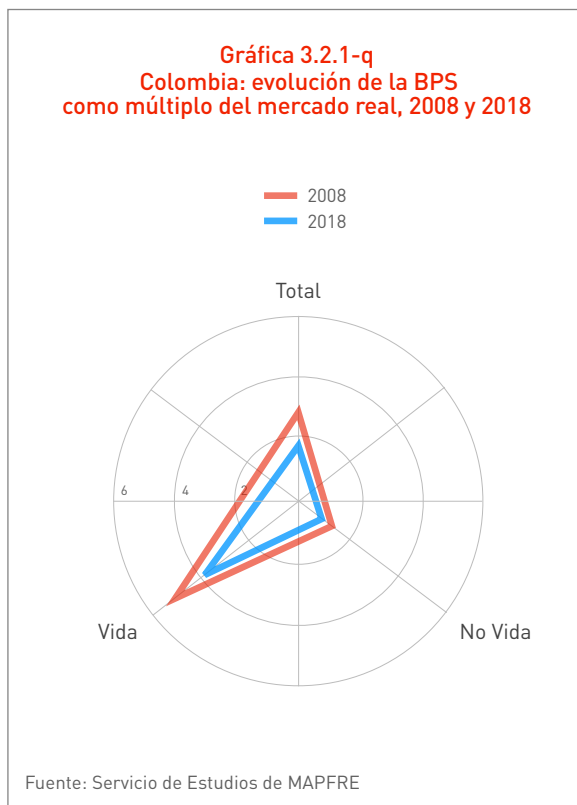 Gráfica 3.2.1-q
Colombia: evolución de la BPS
como múltiplo del mercado real, 2008 y 2018
2008
2018
Total
6 4 2
Vida
No Vida
Fuente: Servicio de Estudios de MAPFRE